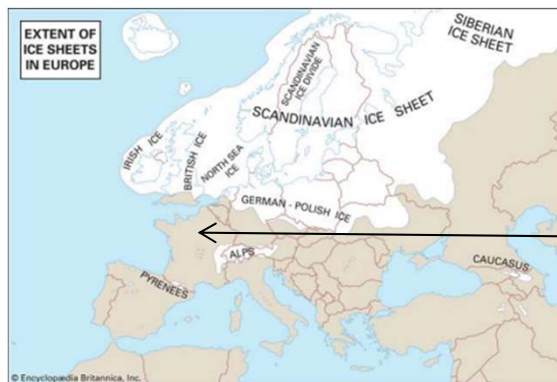 EXTENT OF
ICE SHEETS
IN EUROPE
SIBERIAN
ICE SHEET
SCANDINAVIAN
ICE DIVIDE
SCANDINAVIAN ICE SHEET
IRISH ICE
BRITISH ICE
NORTH SEA
ICE
GERMAN - POLISH ICE
ALPS
CAUCASUS
PYRENEES
© Encyclopædia Britannica, Inc.